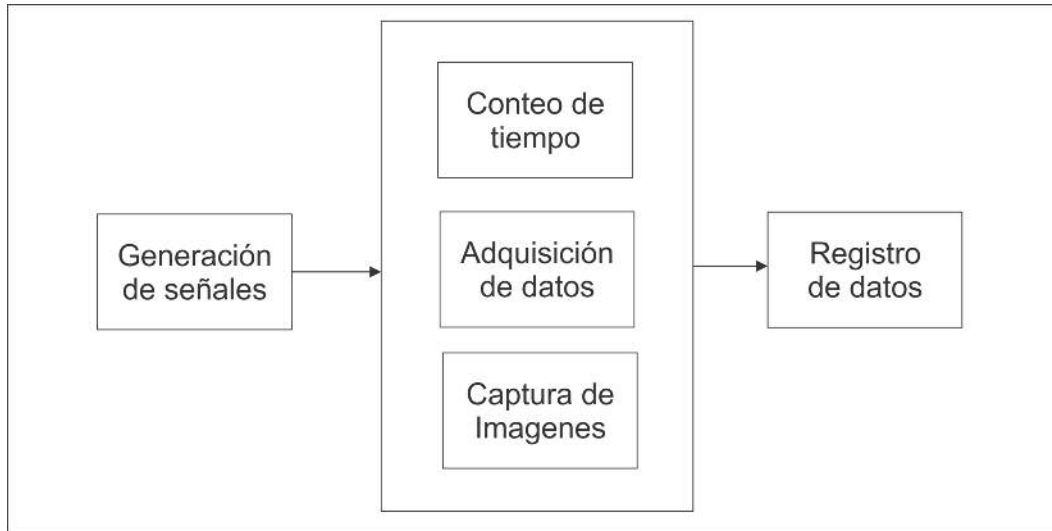 Generación
de señales
Conteo de
tiempo
Adquisición
de datos
Captura de
Imagenes
Registro
de datos